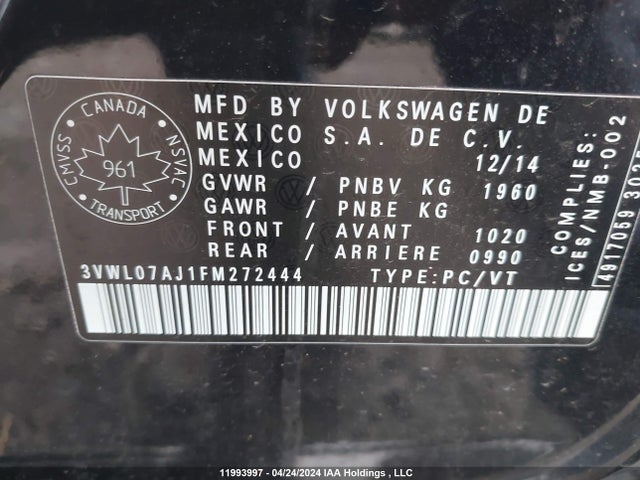 CANADA
CMVSS
NSVAC
961
TRANSPORT
MFD BY VOLKSWAGEN DE
MEXICO S.A. DE C.V.
MEXICO 12/14
GVWR / PNBV KG 1960
GAWR / PNBE KG
FRONT / AVANT 1020
REAR / ARRIERE 0990
3VWL07AJ1FM272444 TYPE:PC/VT
COMPLIES:
ICES/NMB-002
4917059
11993997 - 04/24/2024 IAA Holdings , LLC